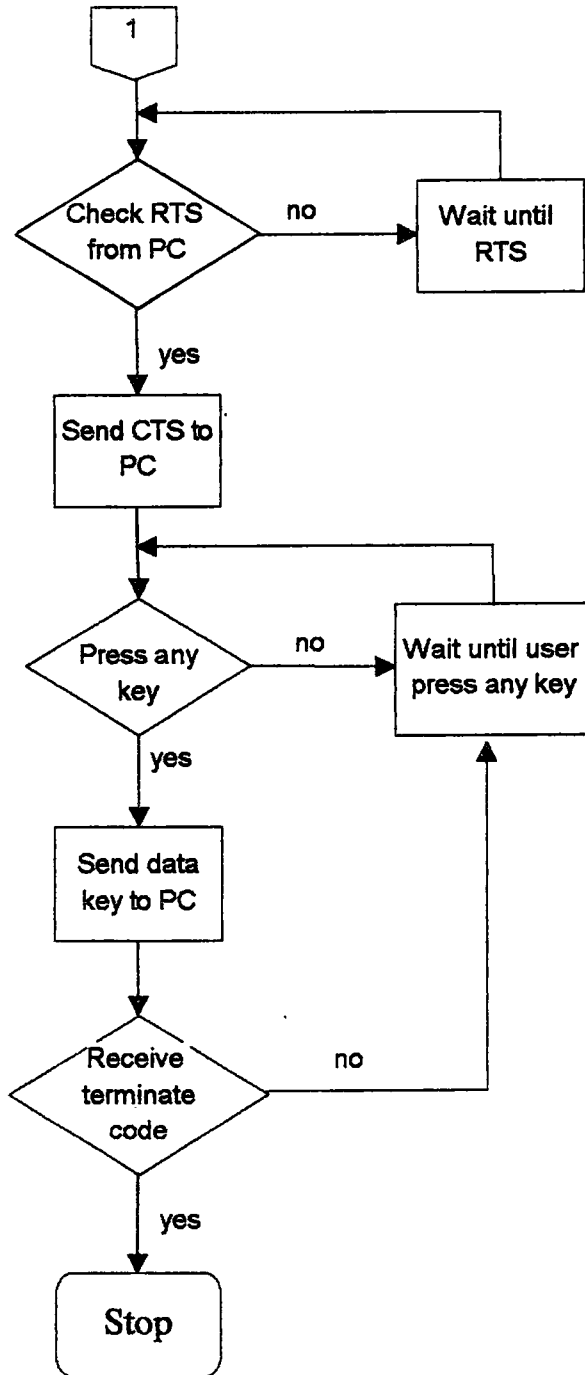 1
Check RTS
from PC
no
Wait until
RTS
yes
Send CTS to
PC
Press any
key
no
Wait until user
press any key
yes
Send data
key to PC
Receive
terminate
code
no
yes
Stop